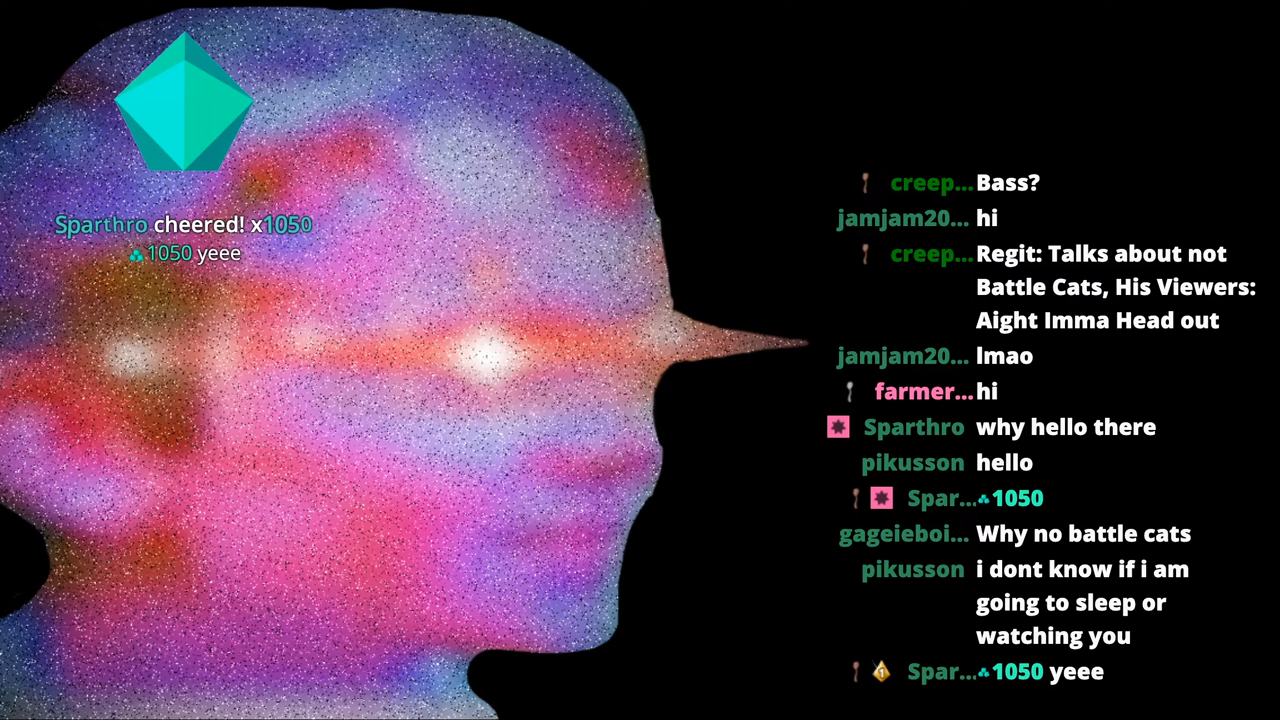 Sparthro cheered! x1050
1050 yeee
creep... Bass?
jamjam20... hi
creep... Regit: Talks about not
Battle Cats, His Viewers:
Aight Imma Head out
jamjam20... lmao
farmer... hi
Sparthro why hello there
pikusson hello
Spar... 1050
gageieboi... Why no battle cats
pikusson i dont know if i am
going to sleep or
watching you
1 Spar... 1050 yeee